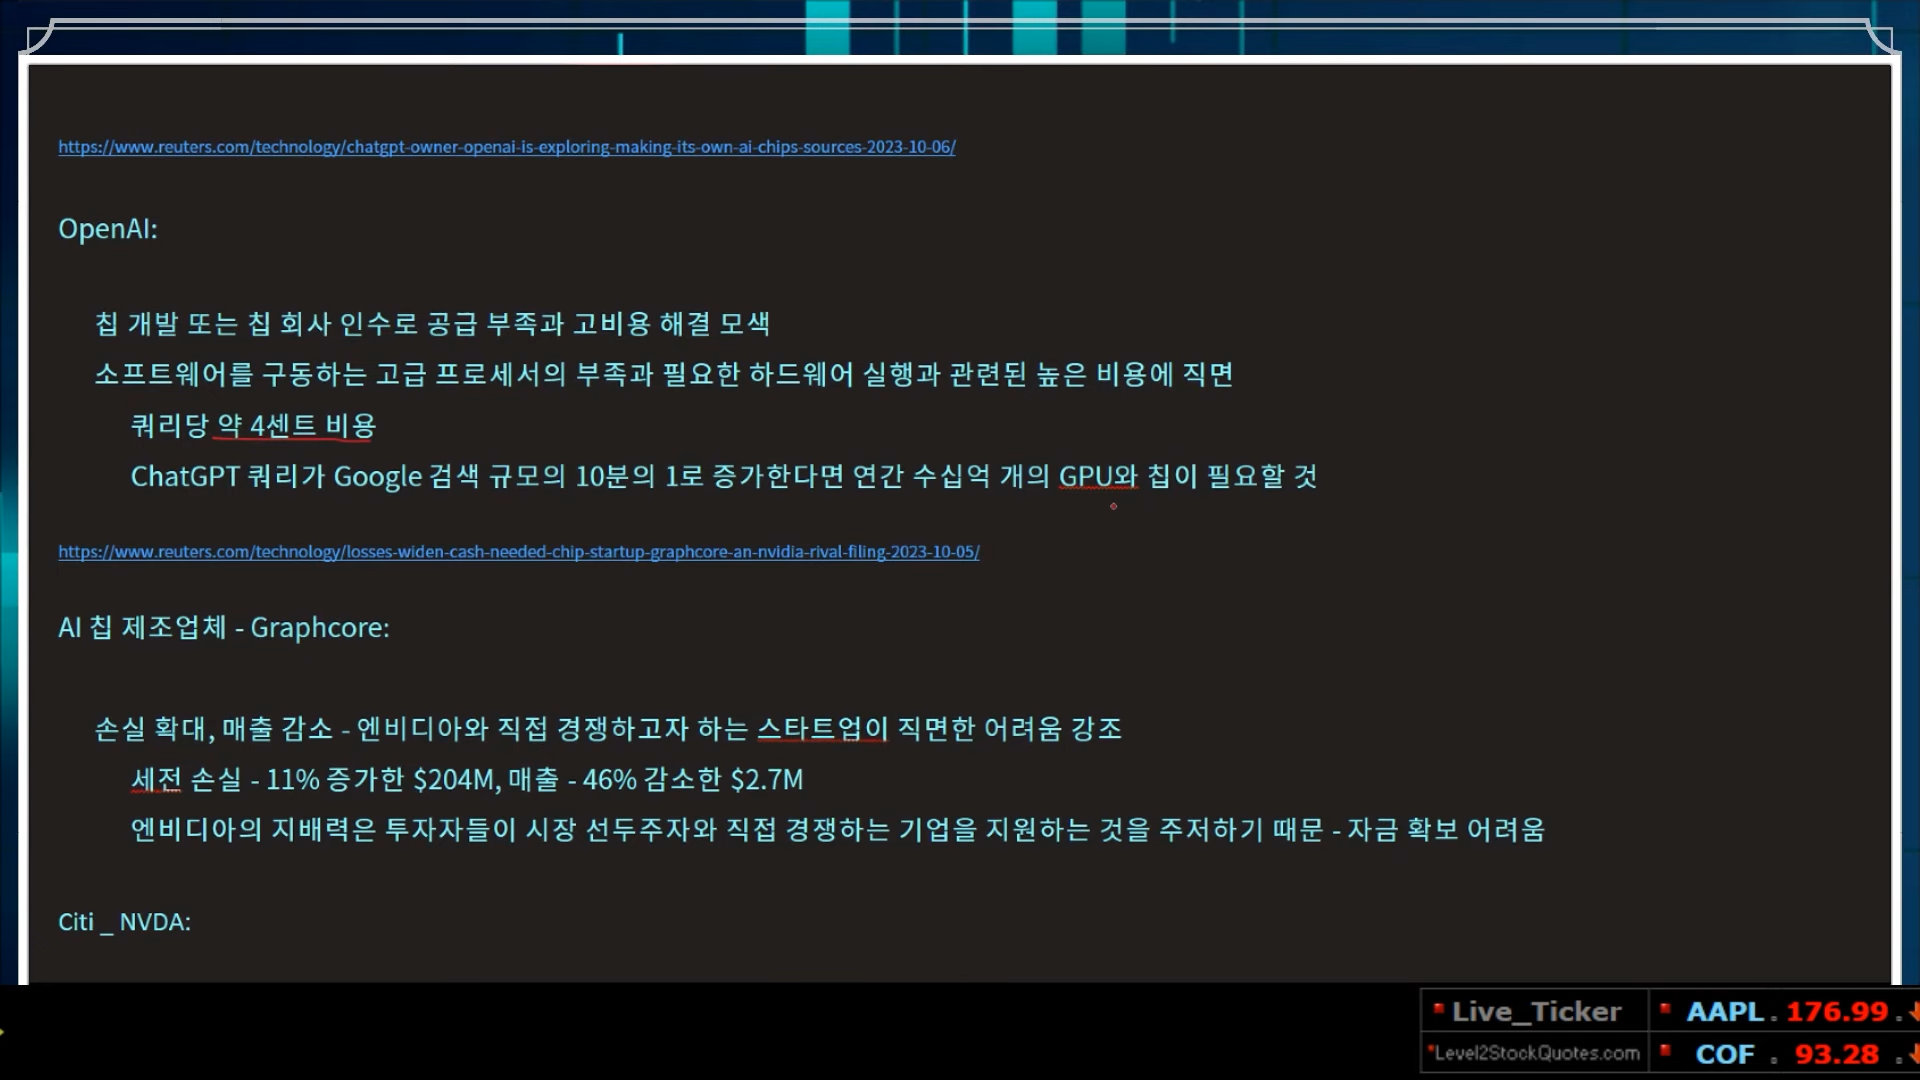 https://www.reuters.com/technology/chatgpt-owner-openai-is-exploring-making-its-own-ai-chips-sources-2023-10-06/
OpenAI:
칩 개발 또는 칩 회사 인수로 공급 부족과 고비용 해결 모색
소프트웨어를 구동하는 고급 프로세서의 부족과 필요한 하드웨어 실행과 관련된 높은 비용에 직면
쿼리당 약 4센트 비용
ChatGPT 쿼리가 Google 검색 규모의 10분의 1로 증가한다면 연간 수십억 개의 GPU와 칩이 필요할 것
https://www.reuters.com/technology/losses-widen-cash-needed-chip-startup-graphcore-an-nvidia-rival-filing-2023-10-05/
AI 칩 제조업체 - Graphcore:
손실 확대, 매출 감소 - 엔비디아와 직접 경쟁하고자 하는 스타트업이 직면한 어려움 강조
세전 손실 - 11% 증가한 $204M, 매출 - 46% 감소한 $2.7M
엔비디아의 지배력은 투자자들이 시장 선두주자와 직접 경쟁하는 기업을 지원하는 것을 주저하기 때문 - 자금 확보 어려움
Citi _ NVDA:
Live_Ticker AAPL . 176.99 .
*Level2StockQuotes.com COF . 93.28 .